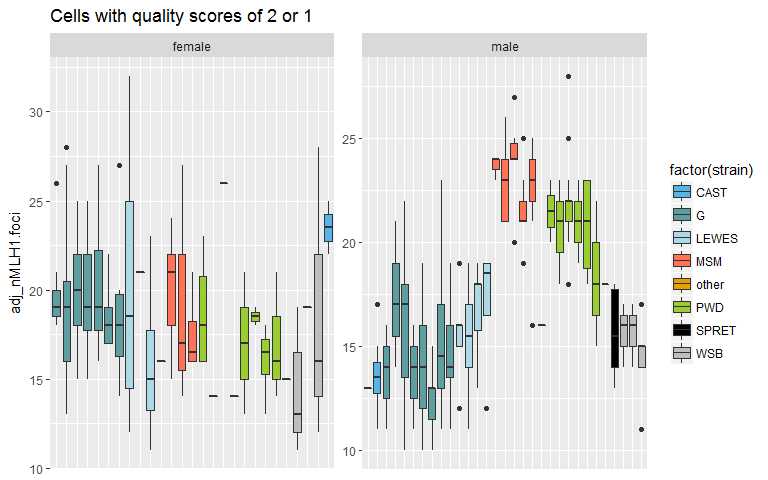 Cells with quality scores of 2 or 1
female
male
adj_nMLH1.foci
30
25
20
15
10
25
20
15
10
factor(strain)
CAST
G
LEWES
MSM
other
PWD
SPRET
WSB